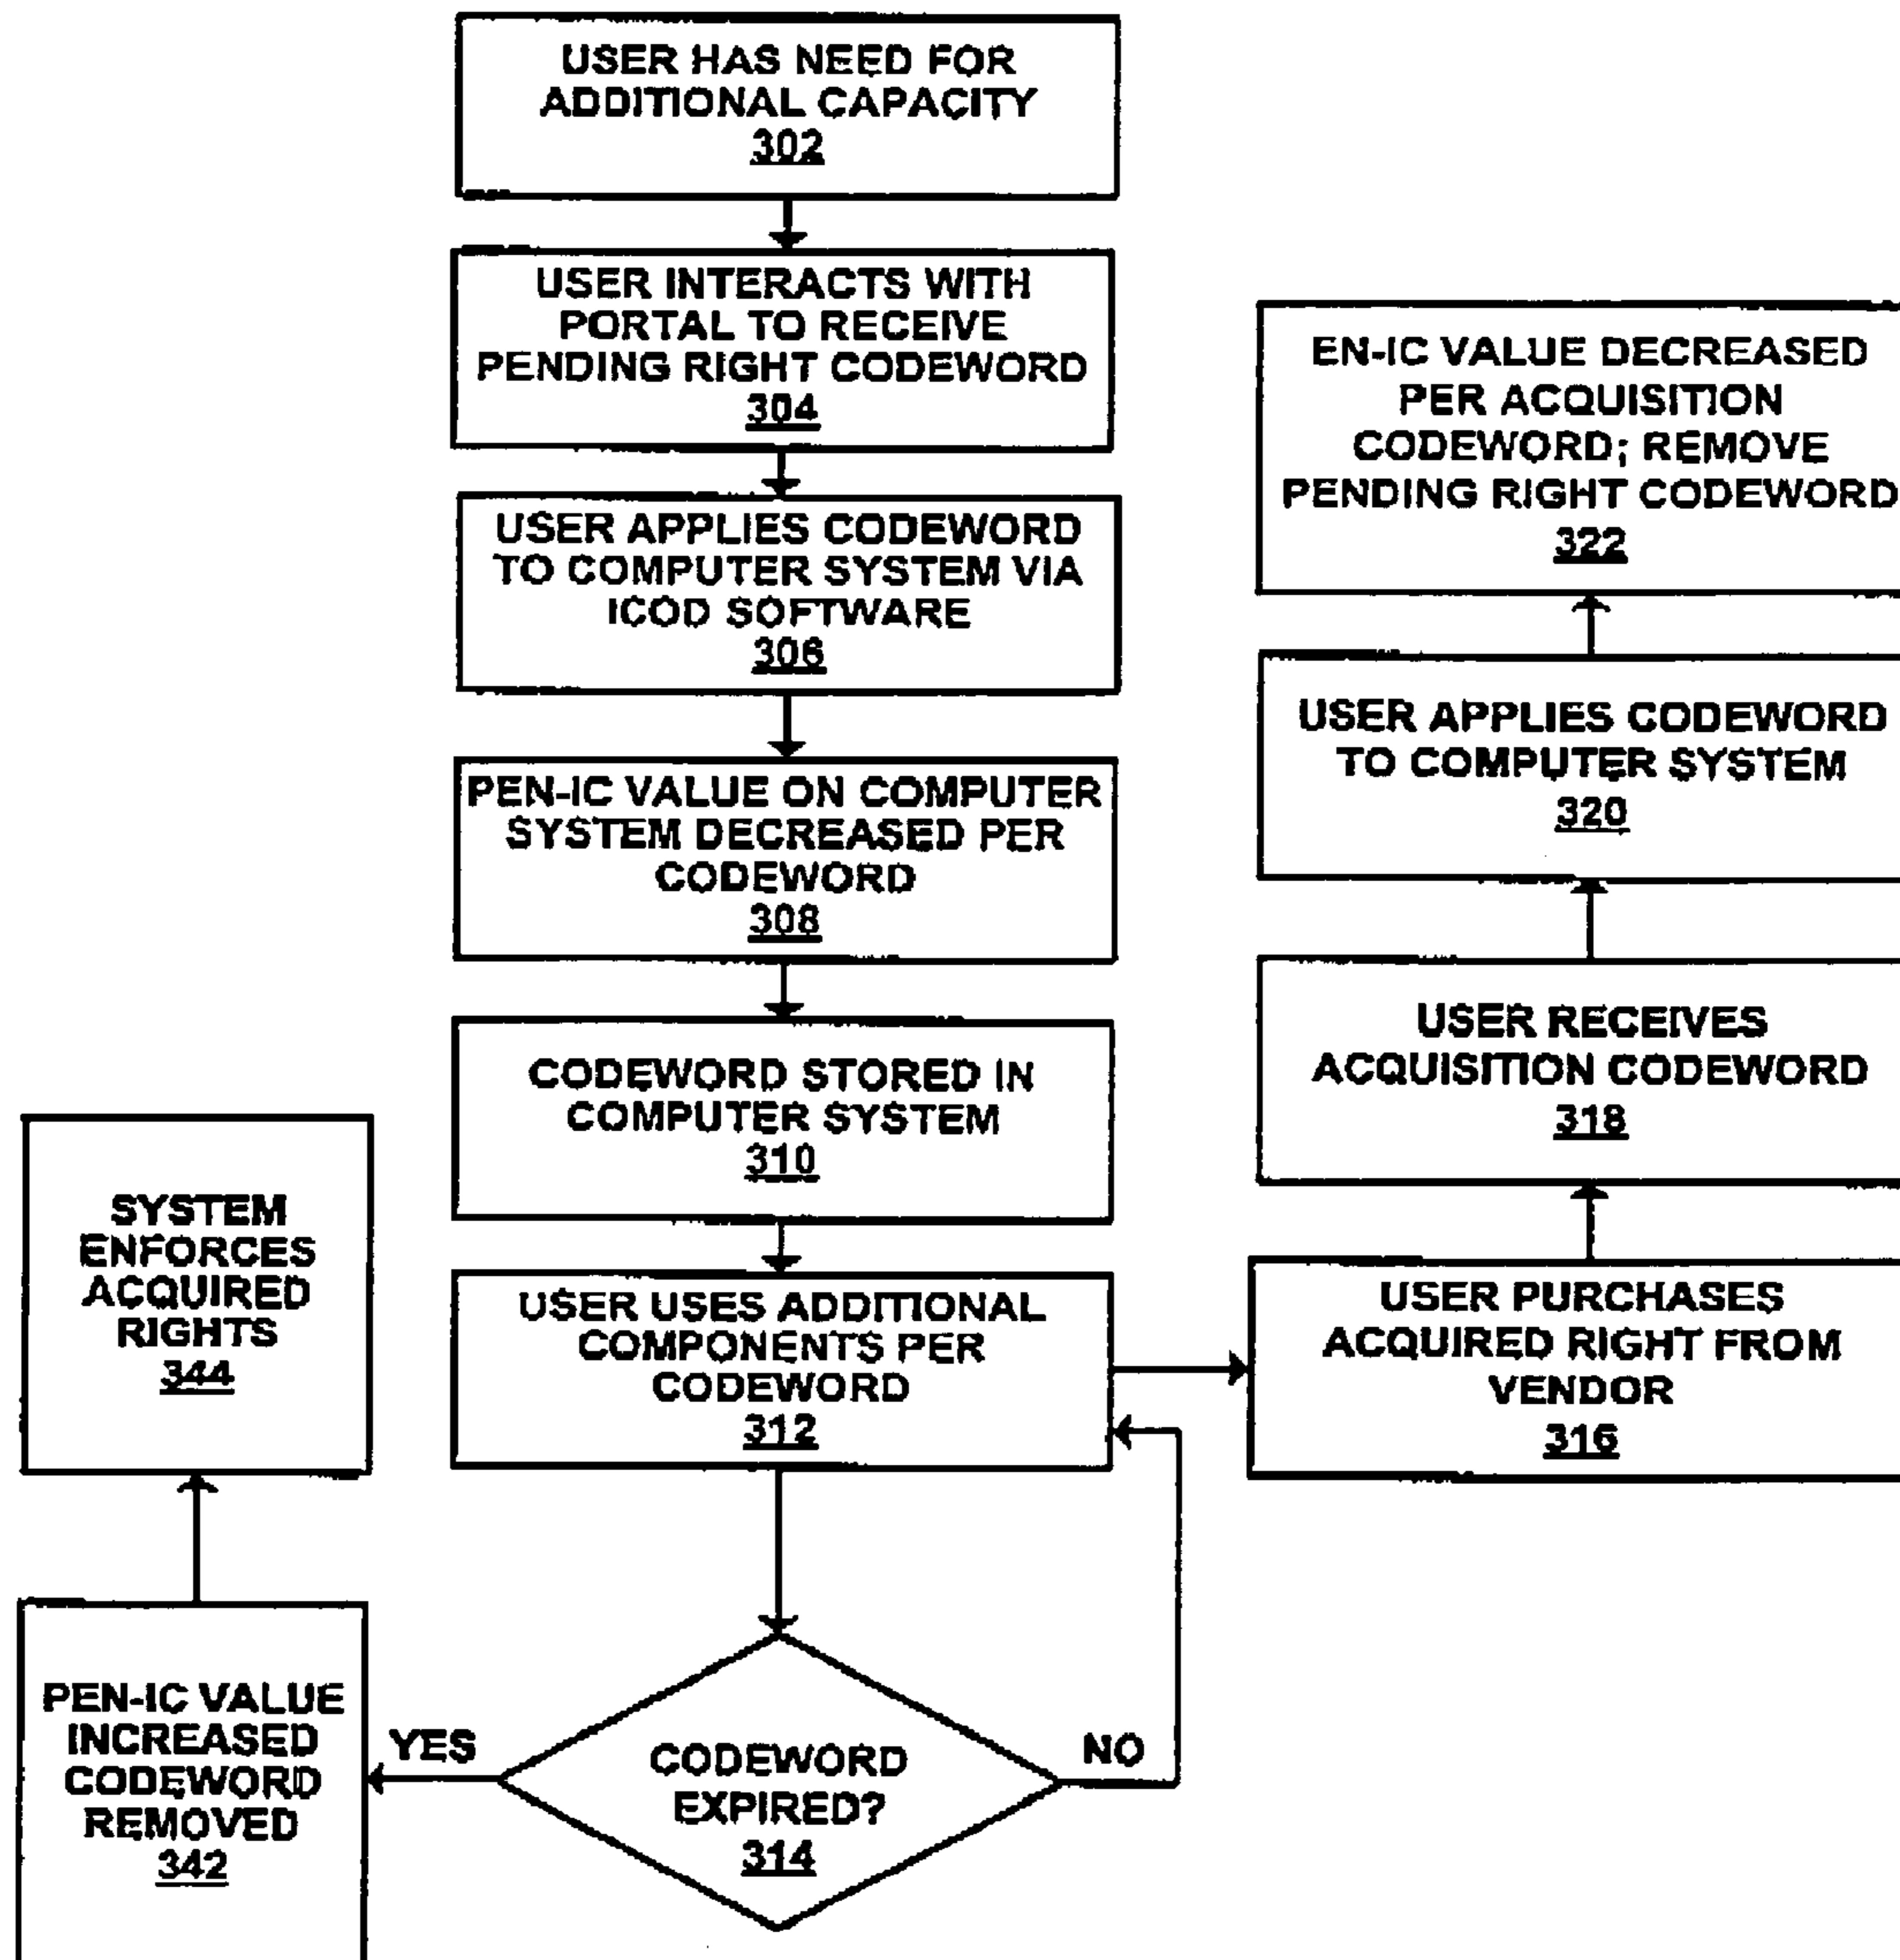 USER HAS NEED FOR
ADDITIONAL CAPACITY
302
USER INTERACTS WITH
PORTAL TO RECEIVE
PENDING RIGHT CODEWORD
304
USER APPLIES CODEWORD
TO COMPUTER SYSTEM VIA
ICOD SOFTWARE
306
PEN-IC VALUE ON COMPUTER
SYSTEM DECREASED PER
CODEWORD
308
CODEWORD STORED IN
COMPUTER SYSTEM
310
USER USES ADDITIONAL
COMPONENTS PER
CODEWORD
312
CODEWORD
EXPIRED?
314
YES
NO
PEN-IC VALUE
INCREASED
CODEWORD
REMOVED
342
SYSTEM
ENFORCES
ACQUIRED
RIGHTS
344
USER PURCHASES
ACQUIRED RIGHT FROM
VENDOR
316
USER RECEIVES
ACQUISITION CODEWORD
318
USER APPLIES CODEWORD
TO COMPUTER SYSTEM
320
EN-IC VALUE DECREASED
PER ACQUISITION
CODEWORD; REMOVE
PENDING RIGHT CODEWORD
322